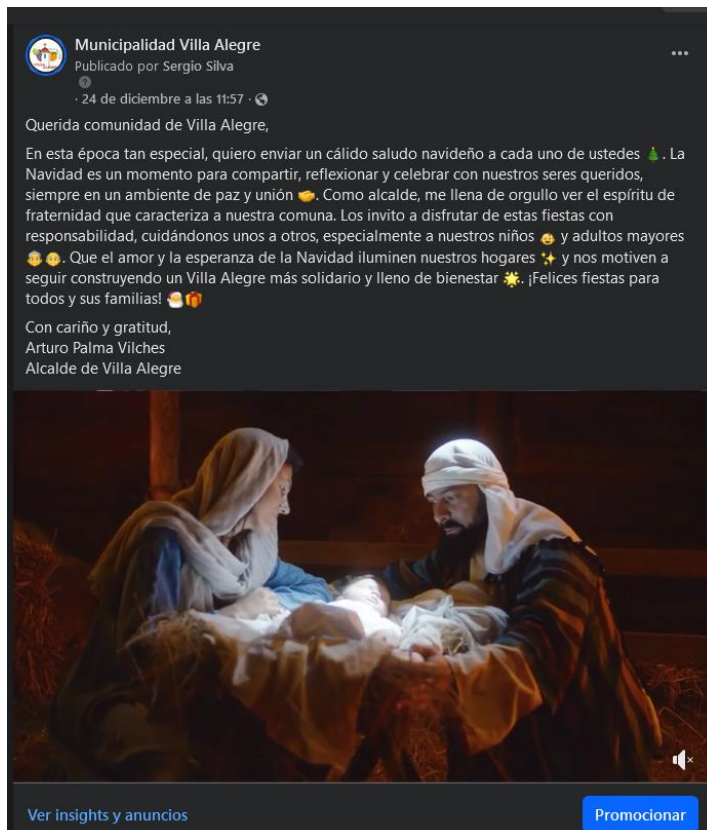 Municipalidad Villa Alegre
Publicado por Sergio Silva
· 24 de diciembre a las 11:57 ·
Querida comunidad de Villa Alegre,
En esta época tan especial, quiero enviar un cálido saludo navideño a cada uno de ustedes 🎄. La
Navidad es un momento para compartir, reflexionar y celebrar con nuestros seres queridos,
siempre en un ambiente de paz y unión 🤝. Como alcalde, me llena de orgullo ver el espíritu de
fraternidad que caracteriza a nuestra comuna. Los invito a disfrutar de estas fiestas con
responsabilidad, cuidándonos unos a otros, especialmente a nuestros niños 👶 y adultos mayores
👵👴. Que el amor y la esperanza de la Navidad iluminen nuestros hogares ✨ y nos motiven a
seguir construyendo un Villa Alegre más solidario y lleno de bienestar 🌟. ¡Felices fiestas para
todos y sus familias! 🎅🎁
Con cariño y gratitud,
Arturo Palma Vilches
Alcalde de Villa Alegre
Ver insights y anuncios
Promocionar